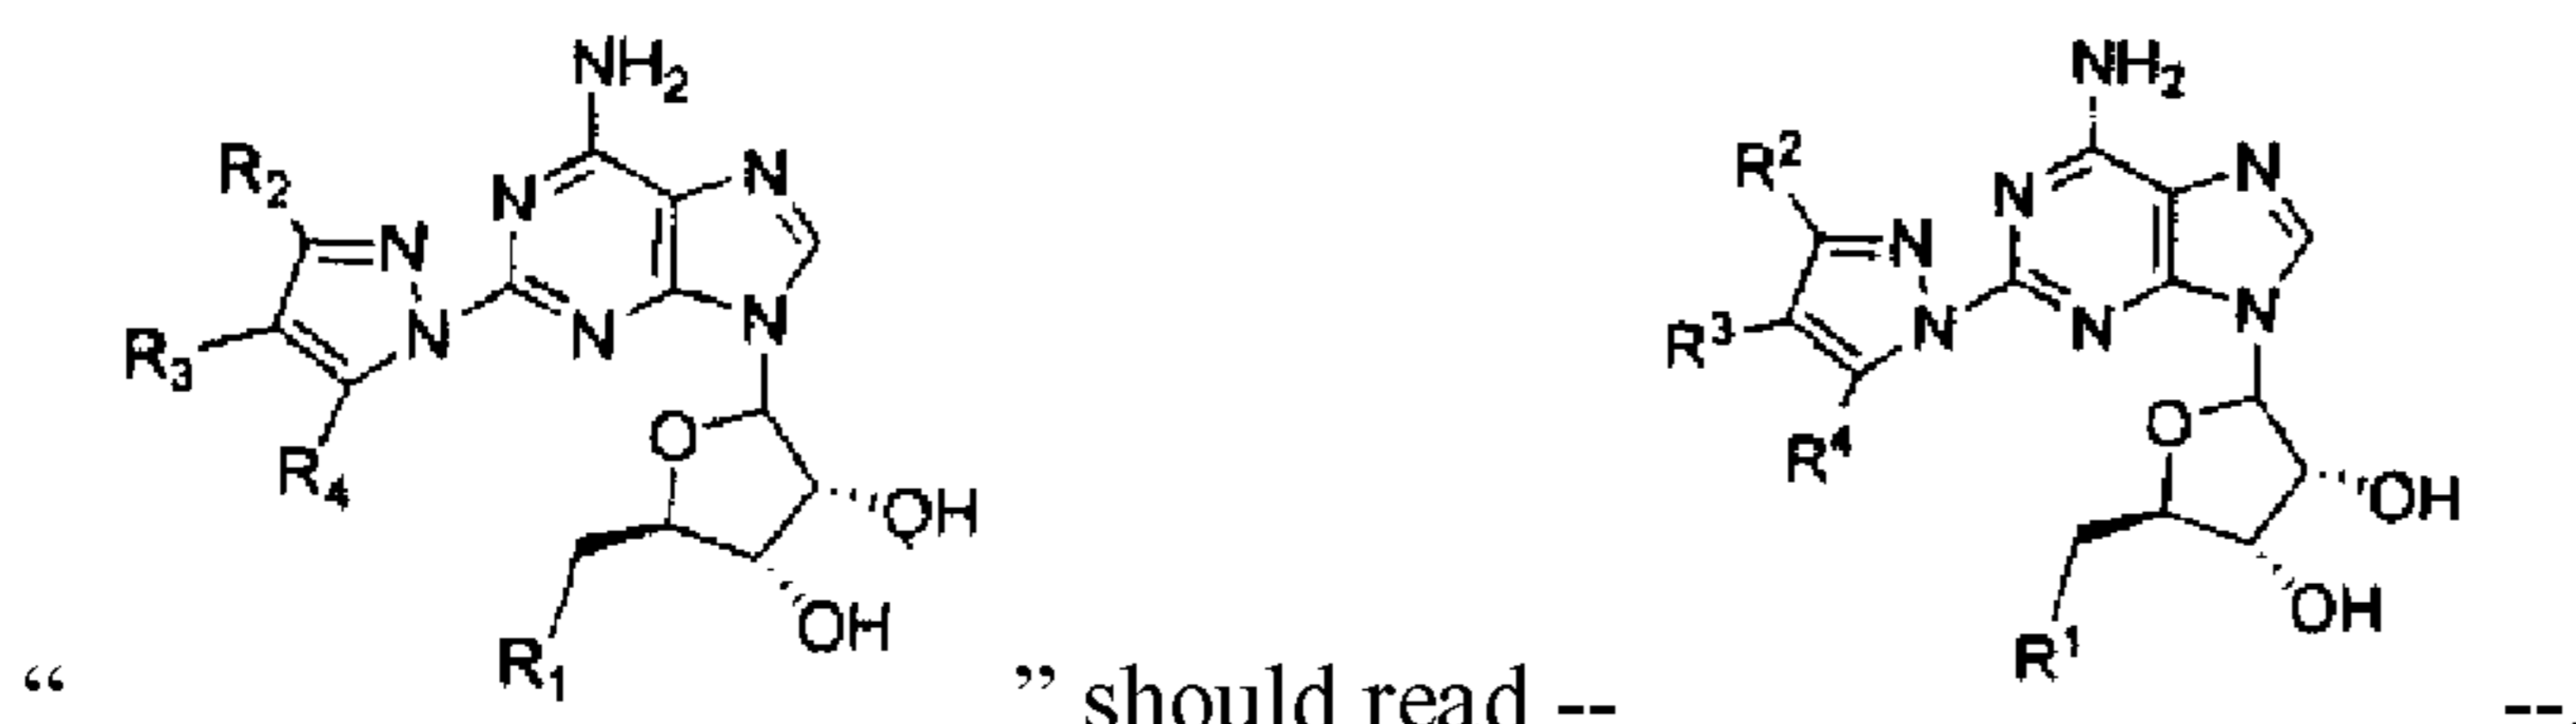 NH₂ NH₂
R₂ N N R² N N
N N
R₃ N N N R³ N N N
R₄ O R⁴ O
OH OH
OH OH
“ R₁ ” should read -- R¹ --.